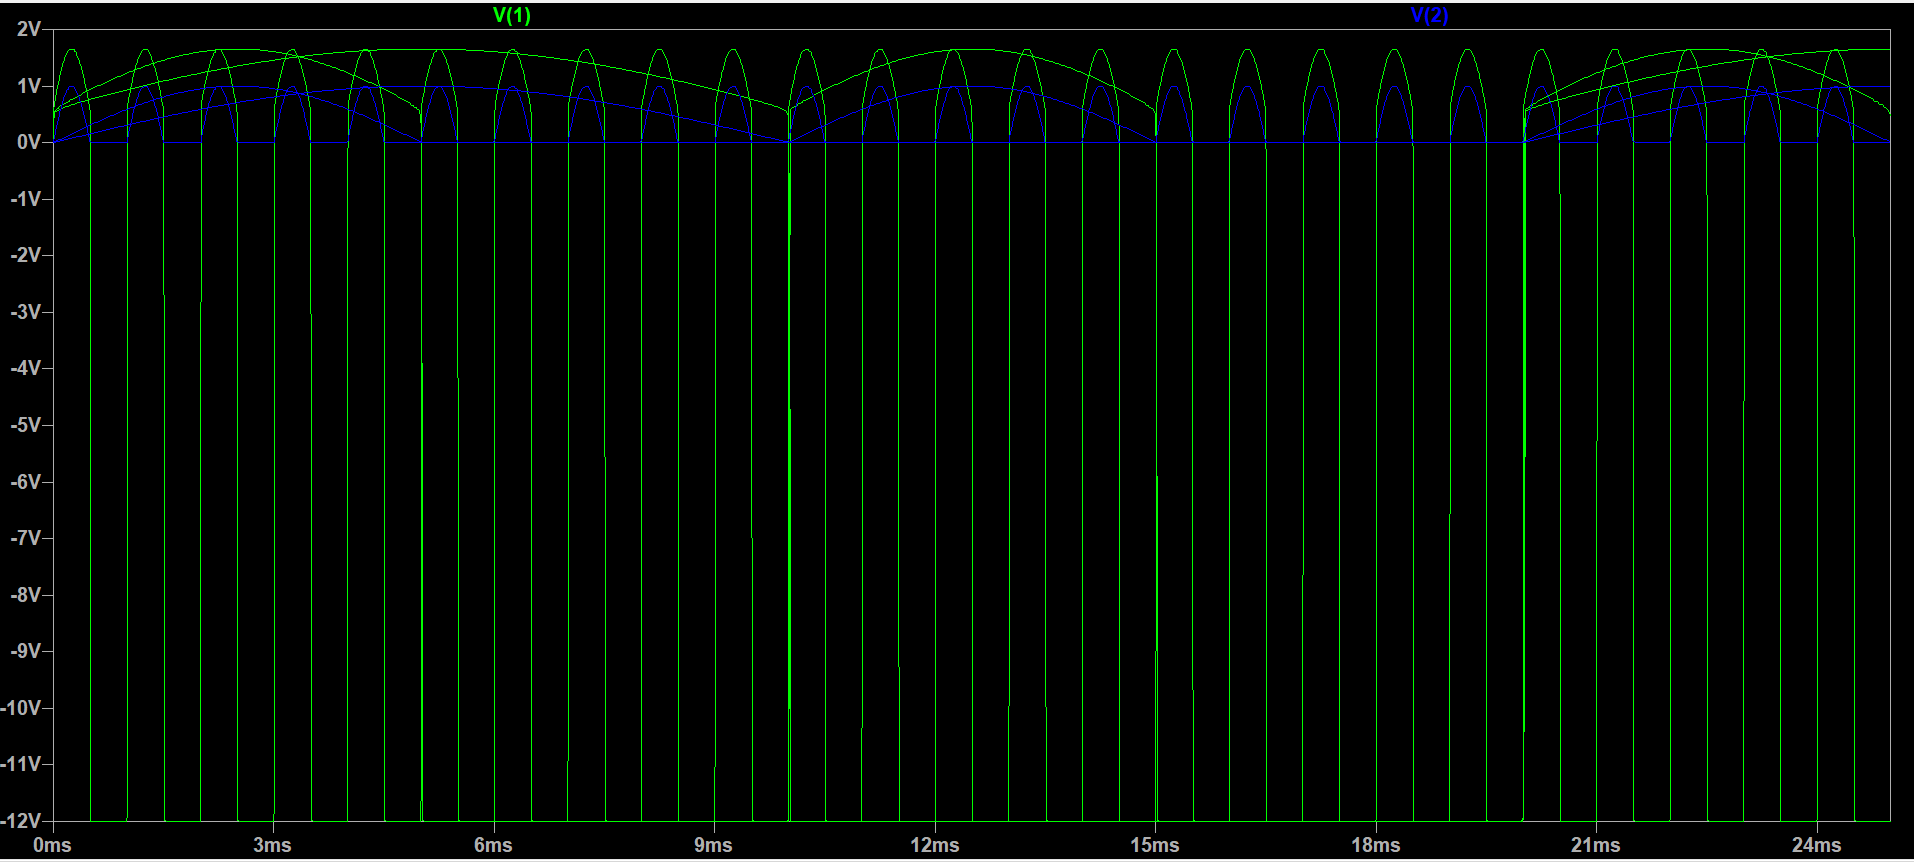 V(1) V(2)
2V
1V
0V
-1V
-2V
-3V
-4V
-5V
-6V
-7V
-8V
-9V
-10V
-11V
-12V
0ms 3ms 6ms 9ms 12ms 15ms 18ms 21ms 24ms